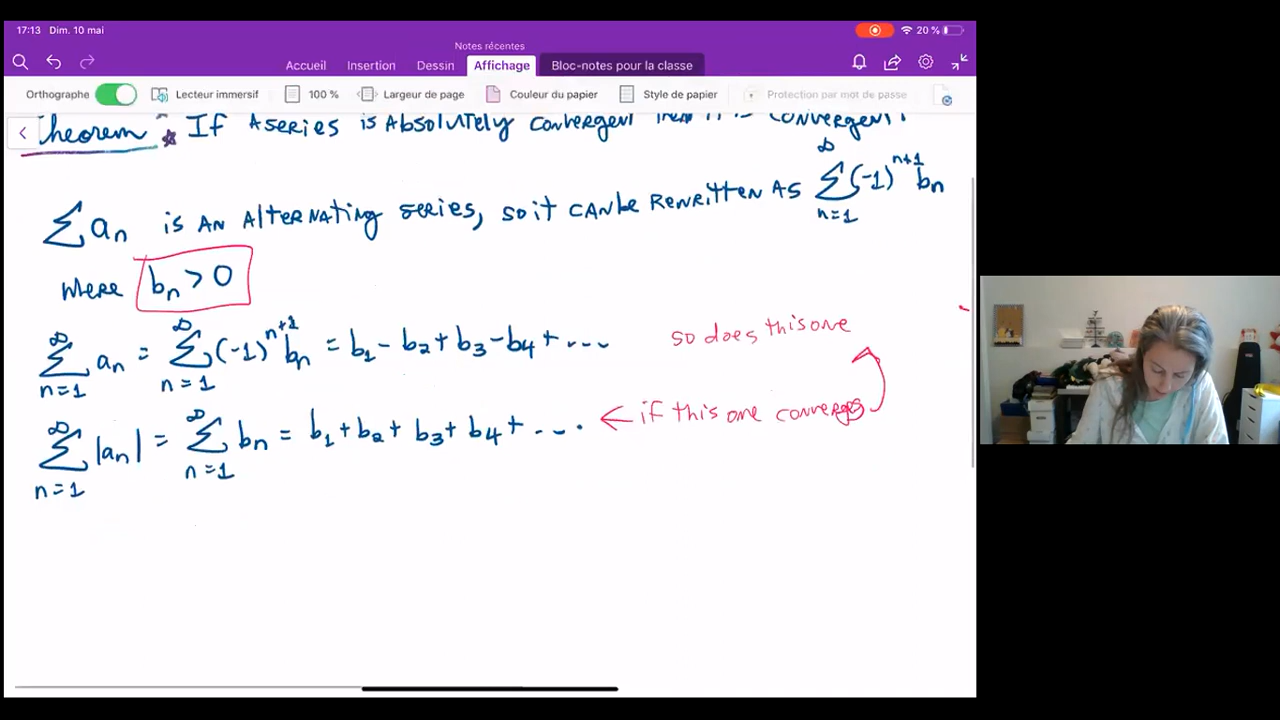 17:13 Dim. 10 mai
20 %
Notes récentes
Accueil Insertion Dessin Affichage Bloc-notes pour la classe
Orthographe Lecteur immersif 100 % Largeur de page Couleur du papier Style de papier Protection par mot de passe
Theorem * If A series is Absolutely convergent then it is convergent.
∑ aₙ is AN Alternating series, so it CAN be Rewritten AS ∑_{n=1}^{∞} (-1)^{n+1} bₙ
where bₙ > 0
∑_{n=1}^{∞} aₙ = ∑_{n=1}^{∞} (-1)^{n+1} bₙ = b₁ - b₂ + b₃ - b₄ + ... so does this one
∑_{n=1}^{∞} |aₙ| = ∑_{n=1}^{∞} bₙ = b₁ + b₂ + b₃ + b₄ + .... ← if this one converges